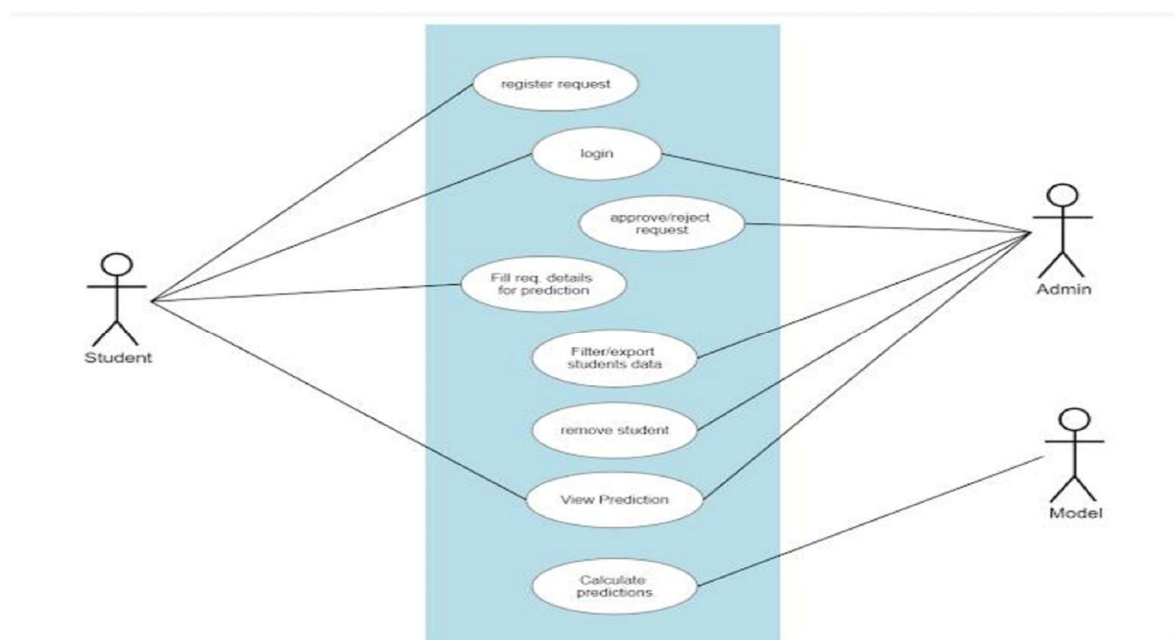 register request
login
approve/reject
request
Fill req. details
for prediction
Filter/export
students data
remove student
View Prediction
Calculate
predictions
Student
Admin
Model